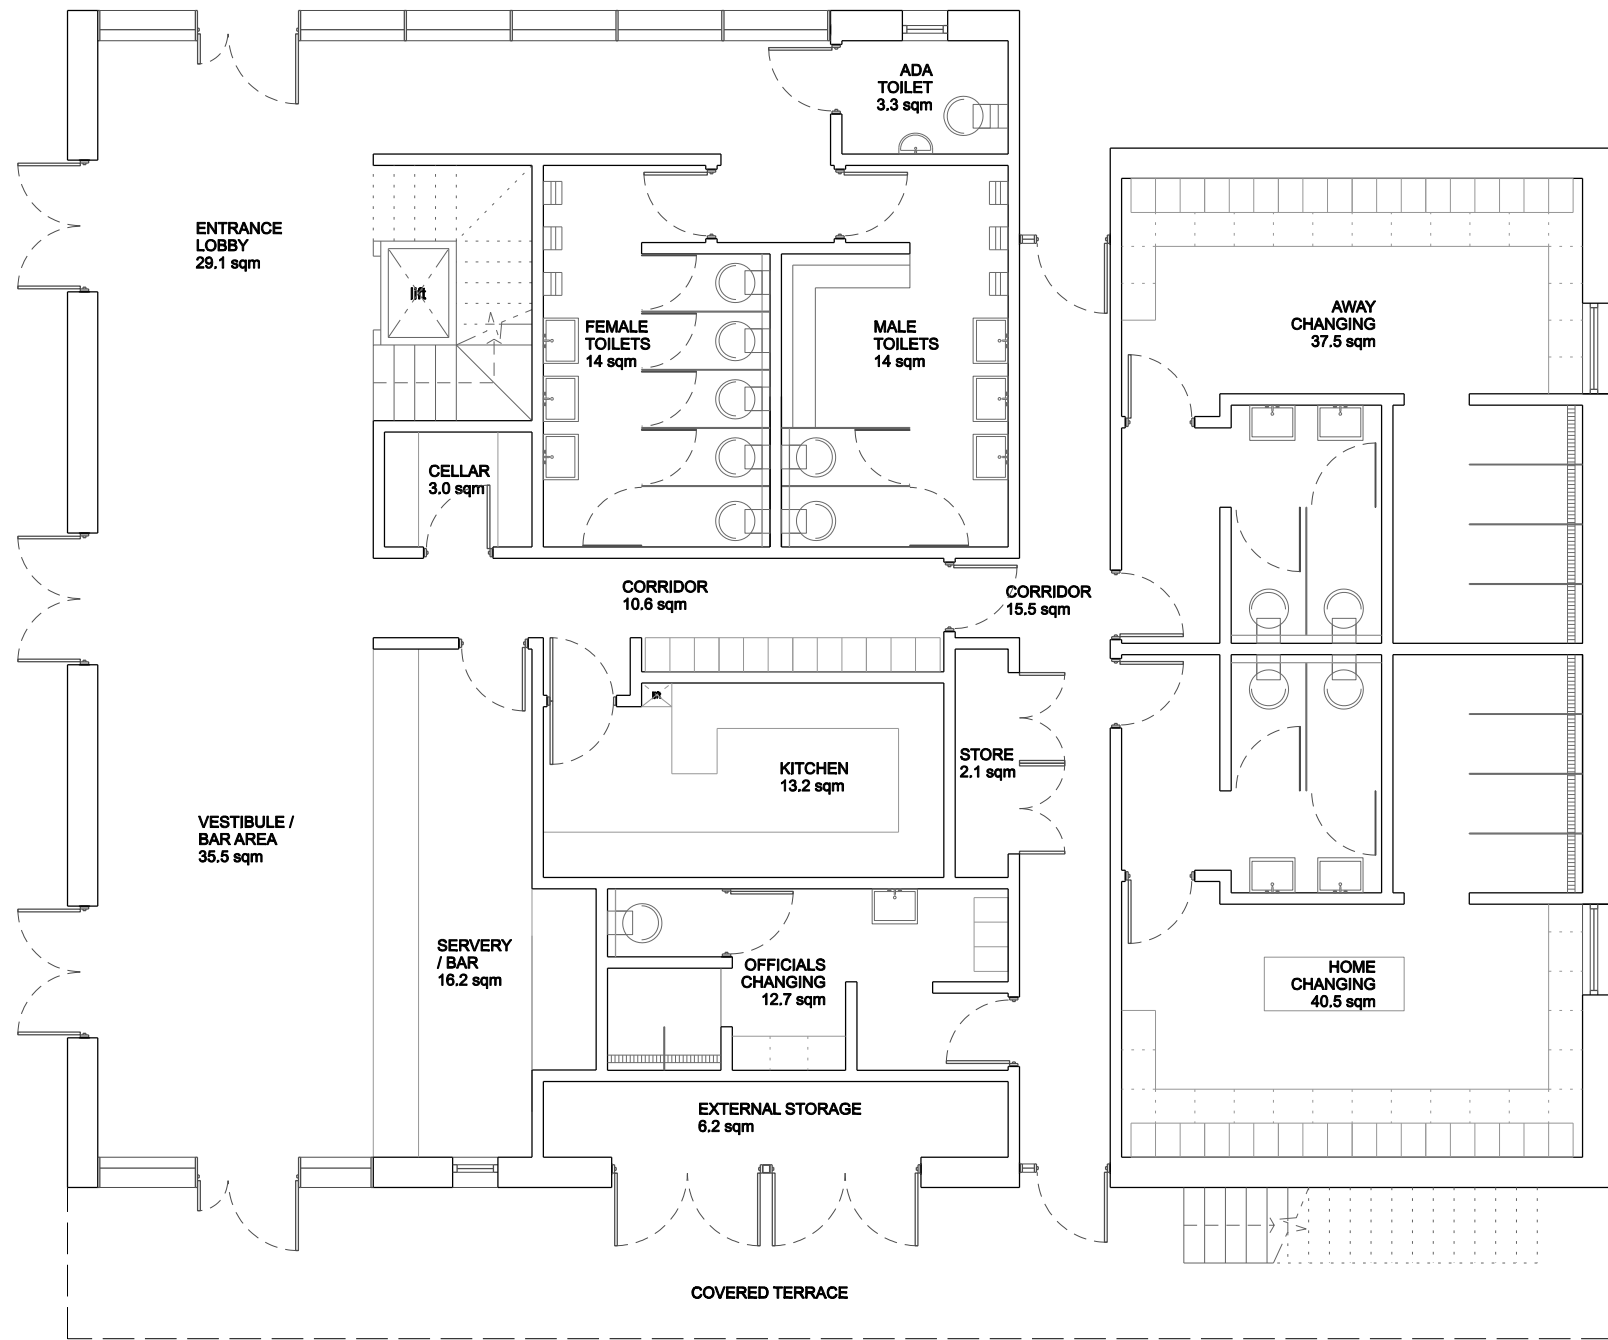 ADA
TOILET
3.3 sqm
ENTRANCE
LOBBY
29.1 sqm
lift
FEMALE
TOILETS
14 sqm
MALE
TOILETS
14 sqm
AWAY
CHANGING
37.5 sqm
CELLAR
3.0 sqm
CORRIDOR
10.6 sqm
CORRIDOR
15.5 sqm
lift
KITCHEN
13.2 sqm
STORE
2.1 sqm
VESTIBULE /
BAR AREA
35.5 sqm
SERVERY
/ BAR
16.2 sqm
OFFICIALS
CHANGING
12.7 sqm
HOME
CHANGING
40.5 sqm
EXTERNAL STORAGE
6.2 sqm
COVERED TERRACE